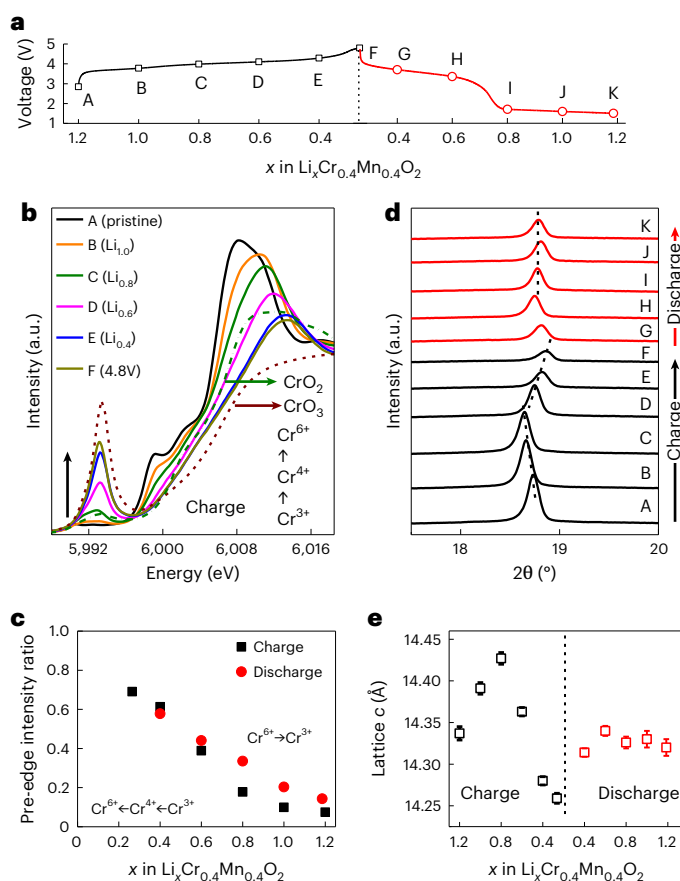 a
Voltage (V)
5
4
3
2
1
A
B
C
D
E
F
G
H
I
J
K
1.2 1.0 0.8 0.6 0.4 0.4 0.6 0.8 1.0 1.2
x in LiₓCr₀.₄Mn₀.₄O₂
b
Intensity (a.u.)
A (pristine)
B (Li₁.₀)
C (Li₀.₈)
D (Li₀.₆)
E (Li₀.₄)
F (4.8V)
CrO₂
CrO₃
Cr⁶⁺
↑
Cr⁴⁺
↑
Cr³⁺
Charge
5,992 6,000 6,008 6,016
Energy (eV)
d
Intensity (a.u.)
K
J
I
H
G
F
E
D
C
B
A
Discharge
Charge
18 19 20
2θ (°)
c
Pre-edge intensity ratio
1.0
0.8
0.6
0.4
0.2
0
Charge
Discharge
Cr⁶⁺→Cr³⁺
Cr⁶⁺←Cr⁴⁺←Cr³⁺
0 0.2 0.4 0.6 0.8 1.0 1.2
x in LiₓCr₀.₄Mn₀.₄O₂
e
Lattice c (Å)
14.45
14.40
14.35
14.30
14.25
Charge
Discharge
1.2 0.8 0.4 0.4 0.8 1.2
x in LiₓCr₀.₄Mn₀.₄O₂